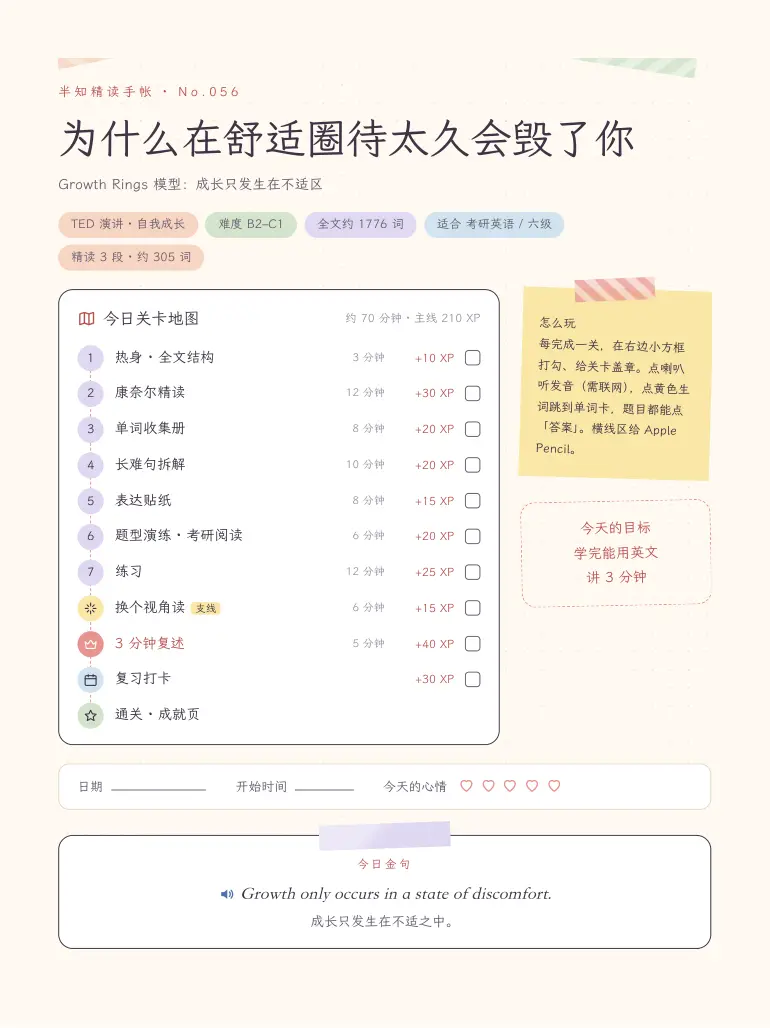 半知精读手帐 · No.056
为什么在舒适圈待太久会毁了你
Growth Rings 模型：成长只发生在不适区
TED 演讲·自我成长
难度 B2–C1
全文约 1776 词
适合 考研英语 / 六级
精读 3 段·约 305 词
今日关卡地图
约 70 分钟·主线 210 XP
1 热身·全文结构 3 分钟 +10 XP
2 康奈尔精读 12 分钟 +30 XP
3 单词收集册 8 分钟 +20 XP
4 长难句拆解 10 分钟 +20 XP
5 表达贴纸 8 分钟 +15 XP
6 题型演练·考研阅读 6 分钟 +20 XP
7 练习 12 分钟 +25 XP
换个视角读 支线 6 分钟 +15 XP
3 分钟复述 5 分钟 +40 XP
复习打卡 +30 XP
通关·成就页
怎么玩
每完成一关，在右边小方框
打勾、给关卡盖章。点喇叭
听发音（需联网），点黄色生
词跳到单词卡，题目都能点
「答案」。横线区给 Apple
Pencil。
今天的目标
学完能用英文
讲 3 分钟
日期 开始时间 今天的心情
今日金句
Growth only occurs in a state of discomfort.
成长只发生在不适之中。